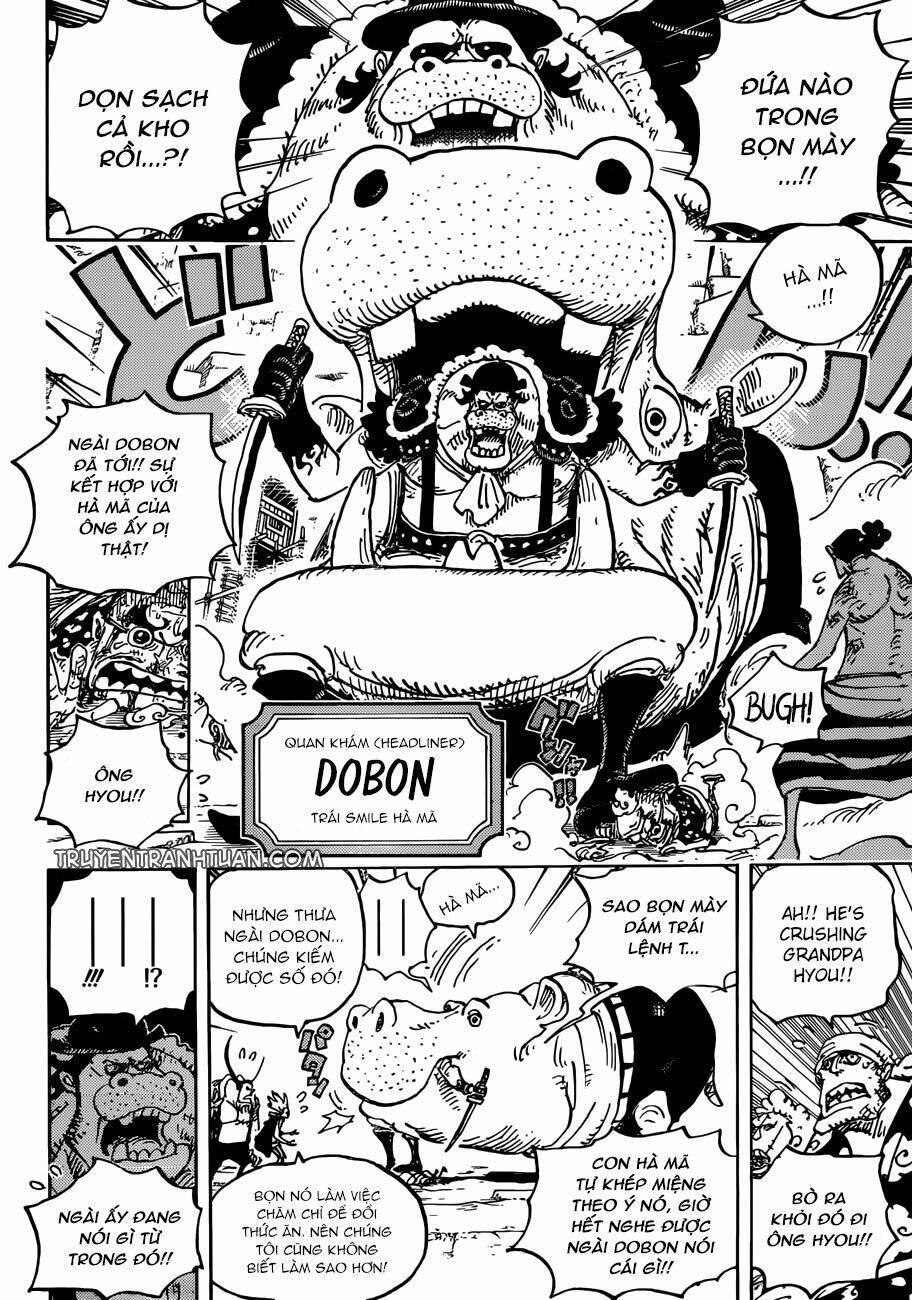 ĐỨA NÀO
TRONG
BỌN MÀY
...!!
DỌN SẠCH
CẢ KHO
RỒI...?!
HÀ MÃ
...!!
ド
ン
!!
NGÀI DOBON
ĐÃ TỚI!! SỰ
KẾT HỢP VỚI
HÀ MÃ CỦA
ÔNG ẤY DỊ
THẬT!
BUGH!
ÔNG
HYOU!!
QUAN KHÁM (HEADLINER)
DOBON
TRÁI SMILE HÀ MÃ
TRUYENTRANHTUAN.COM
AH!! HE'S
CRUSHING
GRANDPA
HYOU!!
BÒ RA
KHỎI ĐÓ ĐI
ÔNG HYOU!!
SAO BỌN MÀY
DÁM TRÁI
LỆNH T...
HÀ MÃ...
NHƯNG THƯA
NGÀI DOBON...
CHÚNG KIẾM
ĐƯỢC SỐ ĐÓ!
パクッ
CON HÀ MÃ
TỰ KHÉP MIỆNG
THEO Ý NÓ, GIỜ
HẾT NGHE ĐƯỢC
NGÀI DOBON NÓI
CÁI GÌ!!
BỌN NÓ LÀM VIỆC
CHĂM CHỈ ĐỂ ĐỔI
THỨC ĂN. NÊN CHÚNG
TÔI CŨNG KHÔNG
BIẾT LÀM SAO HƠN!
!?
!!!
NGÀI ẤY ĐANG
NÓI GÌ TỪ
TRONG ĐÓ!!